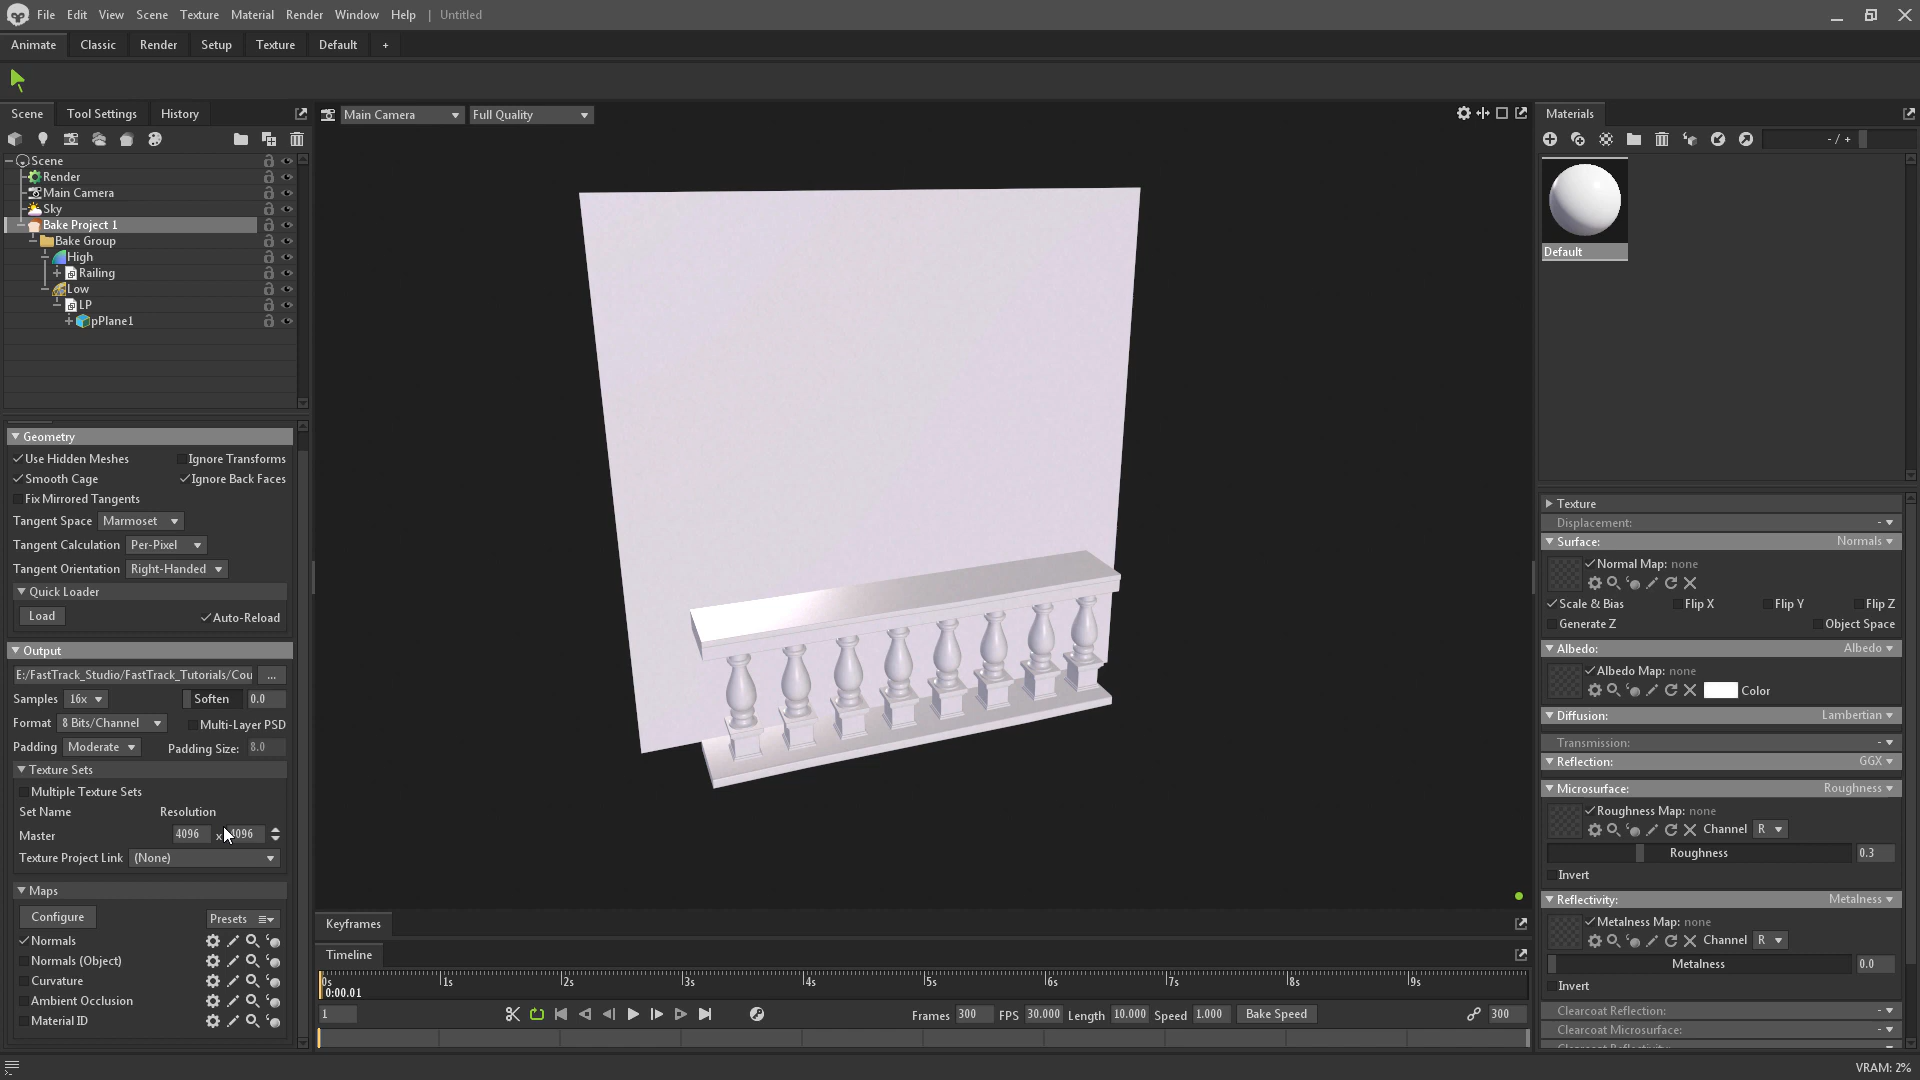 File Edit View Scene Texture Material Render Window Help | Untitled
Animate Classic Render Setup Texture Default +
Scene Tool Settings History
Main Camera Full Quality
Materials
- / +
Scene
Render
Main Camera
Sky
Bake Project 1
Bake Group
High
Railing
Low
LP
pPlane1
Default
Geometry
Use Hidden Meshes Ignore Transforms
Smooth Cage Ignore Back Faces
Fix Mirrored Tangents
Tangent Space Marmoset
Tangent Calculation Per-Pixel
Tangent Orientation Right-Handed
Quick Loader
Load Auto-Reload
Output
E:/FastTrack_Studio/FastTrack_Tutorials/Cou ...
Samples 16x Soften 0.0
Format 8 Bits/Channel Multi-Layer PSD
Padding Moderate Padding Size: 8.0
Texture Sets
Multiple Texture Sets
Set Name Resolution
Master 4096 x 4096
Texture Project Link (None)
Maps
Configure Presets
Normals
Normals (Object)
Curvature
Ambient Occlusion
Material ID
Keyframes
Timeline
0s 1s 2s 3s 4s 5s 6s 7s 8s 9s
0:00.01
1 Frames 300 FPS 30.000 Length 10.000 Speed 1.000 Bake Speed 300
Texture
Displacement: -
Surface: Normals
Normal Map: none
Scale & Bias Flip X Flip Y Flip Z
Generate Z Object Space
Albedo: Albedo
Albedo Map: none
Color
Diffusion: Lambertian
Transmission: -
Reflection: GGX
Microsurface: Roughness
Roughness Map: none
Channel R
Roughness 0.3
Invert
Reflectivity: Metalness
Metalness Map: none
Channel R
Metalness 0.0
Invert
Clearcoat Reflection: -
Clearcoat Microsurface: -
Clearcoat Reflectivity: -
VRAM: 2%